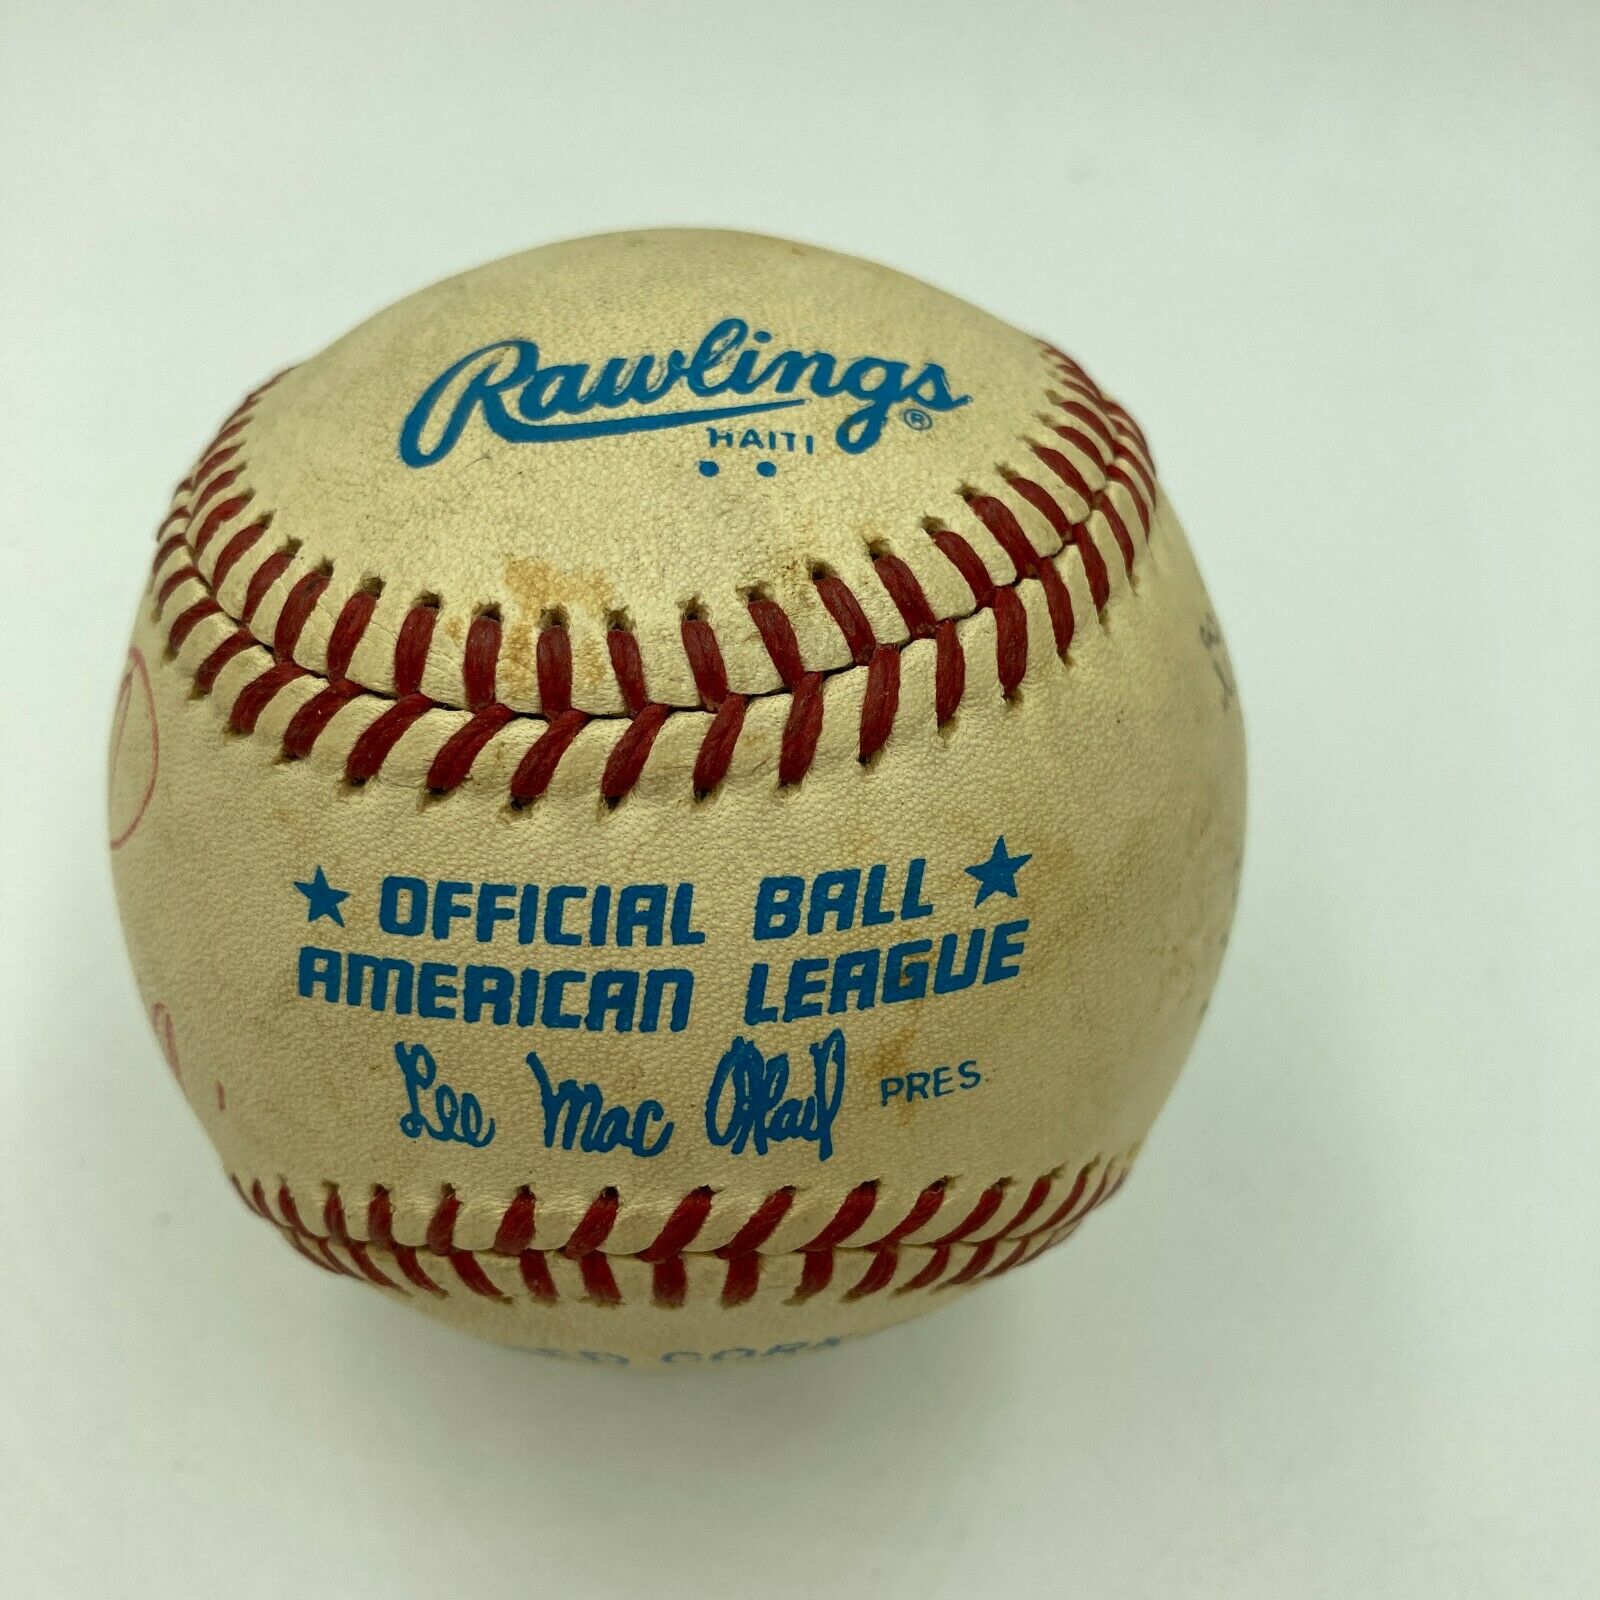 Rawlings®
HAITI
★ OFFICIAL BALL ★
AMERICAN LEAGUE
Lee Mac Phail PRES.